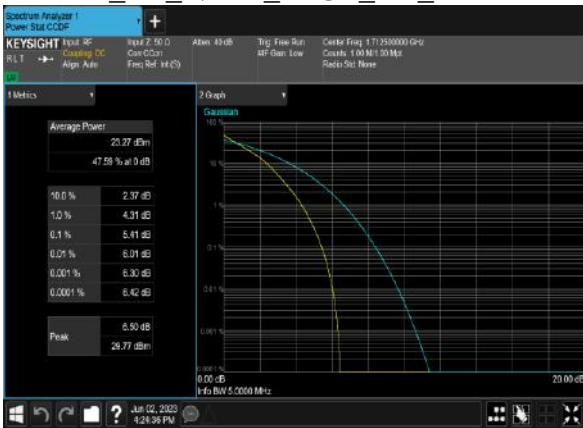 Spectrum Analyzer 1
Power Stat CCDF
+
KEYSIGHT
Input: RF
Input Z: 50 Ω
Atten: 40 dB
Trig: Free Run
Center Freq: 1.712500000 GHz
RLT
Coupling: DC
Corr CCorr
#IF Gain: Low
Counts: 1.00 M/1.00 Mpt
Align: Auto
Freq Ref: Int (S)
Radio Std: None
1 Metrics
2 Graph
Gaussian
Average Power
23.27 dBm
47.59 % at 0 dB
10.0 % 2.37 dB
1.0 % 4.31 dB
0.1 % 5.41 dB
0.01 % 6.01 dB
0.001 % 6.30 dB
0.0001 % 6.42 dB
Peak
6.50 dB
29.77 dBm
100 %
10 %
1 %
0.1 %
0.01 %
0.001 %
0.0001 %
0.00 dB
20.00 dB
Info BW 5.0000 MHz
?
Jun 02, 2023
4:24:36 PM